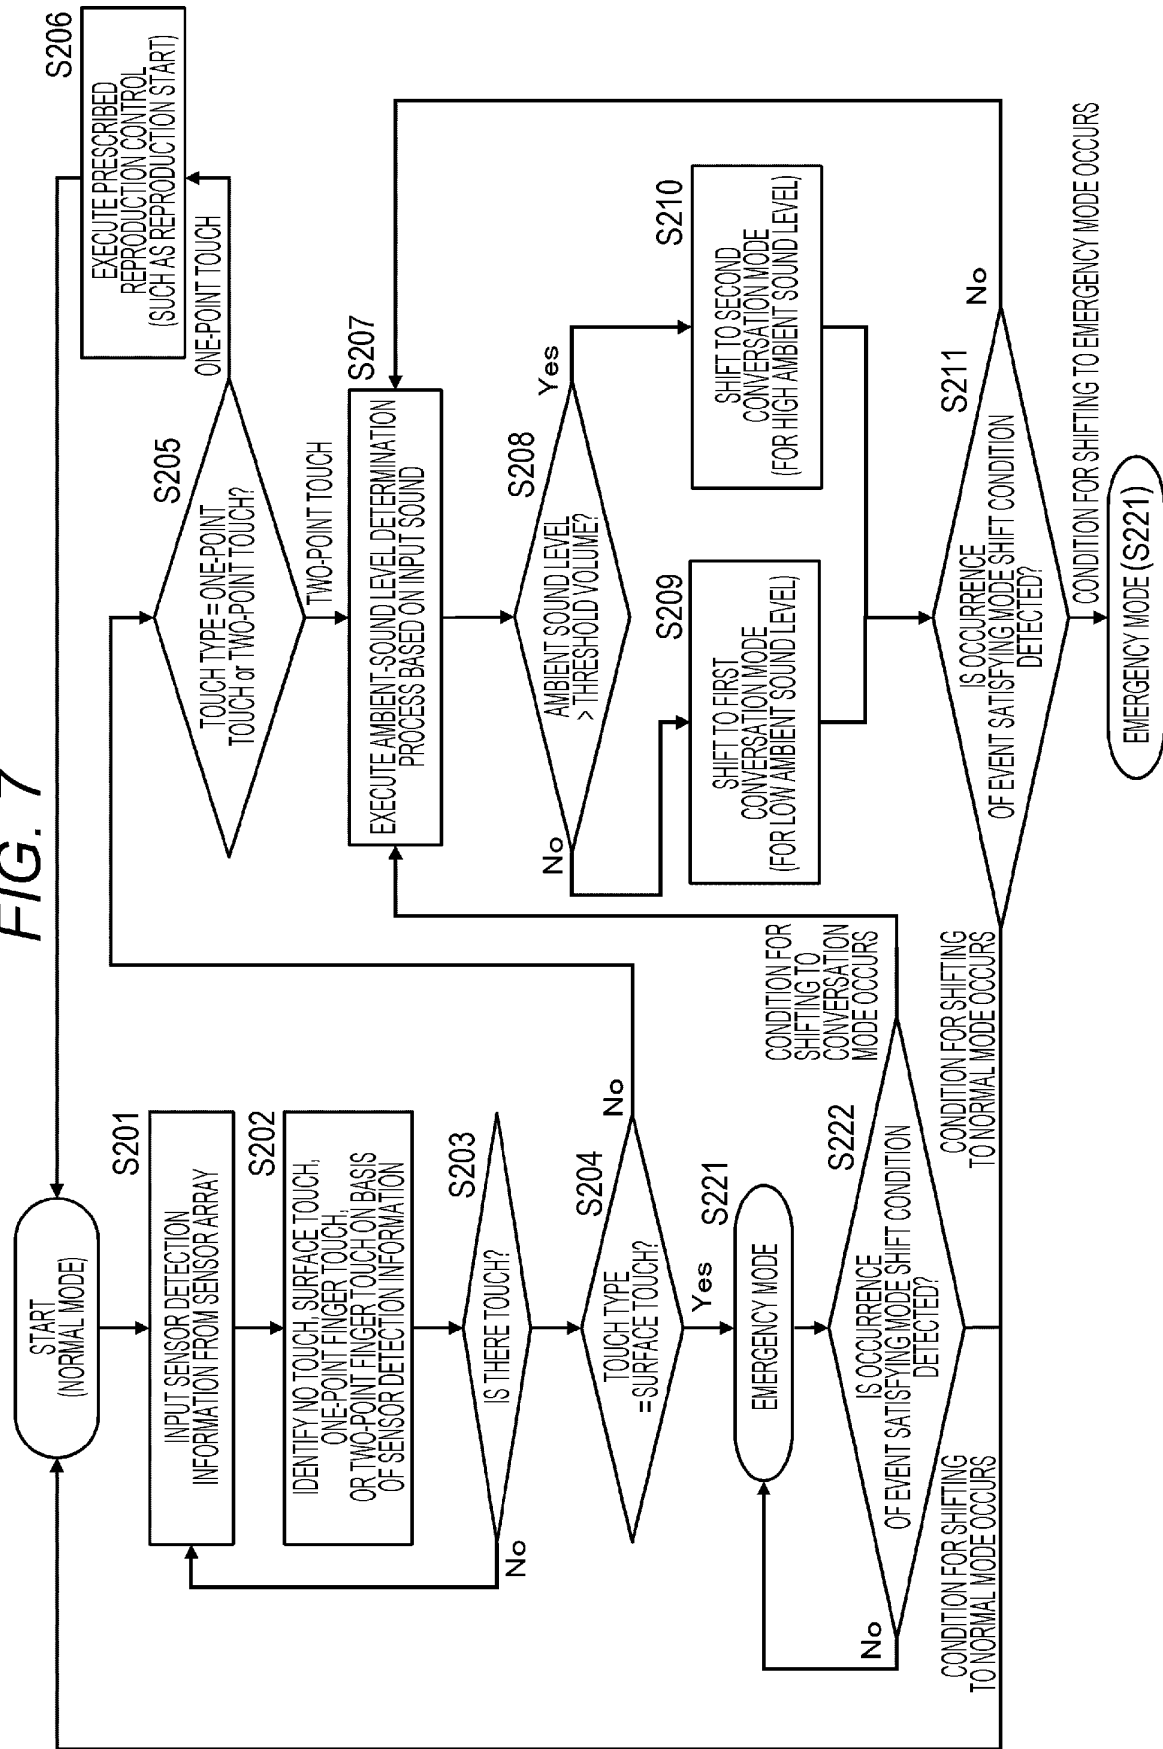 FIG. 7
START
(NORMAL MODE)
S201
INPUT SENSOR DETECTION
INFORMATION FROM SENSOR ARRAY
S202
IDENTIFY NO TOUCH, SURFACE TOUCH,
ONE-POINT FINGER TOUCH,
OR TWO-POINT FINGER TOUCH ON BASIS
OF SENSOR DETECTION INFORMATION
S203
IS THERE TOUCH?
No
S204
TOUCH TYPE
=SURFACE TOUCH?
No
Yes
S221
EMERGENCY MODE
S222
IS OCCURRENCE
OF EVENT SATISFYING MODE SHIFT CONDITION
DETECTED?
No
CONDITION FOR
SHIFTING TO
CONVERSATION
MODE OCCURS
CONDITION FOR SHIFTING
TO NORMAL MODE OCCURS
S205
TOUCH TYPE = ONE-POINT
TOUCH or TWO-POINT TOUCH?
ONE-POINT TOUCH
S206
EXECUTE PRESCRIBED
REPRODUCTION CONTROL
(SUCH AS REPRODUCTION START)
TWO-POINT TOUCH
S207
EXECUTE AMBIENT-SOUND LEVEL DETERMINATION
PROCESS BASED ON INPUT SOUND
S208
AMBIENT SOUND LEVEL
> THRESHOLD VOLUME?
No
Yes
S209
SHIFT TO FIRST
CONVERSATION MODE
(FOR LOW AMBIENT SOUND LEVEL)
S210
SHIFT TO SECOND
CONVERSATION MODE
(FOR HIGH AMBIENT SOUND LEVEL)
S211
IS OCCURRENCE
OF EVENT SATISFYING MODE SHIFT CONDITION
DETECTED?
No
CONDITION FOR SHIFTING
TO NORMAL MODE OCCURS
CONDITION FOR SHIFTING TO EMERGENCY MODE OCCURS
EMERGENCY MODE (S221)